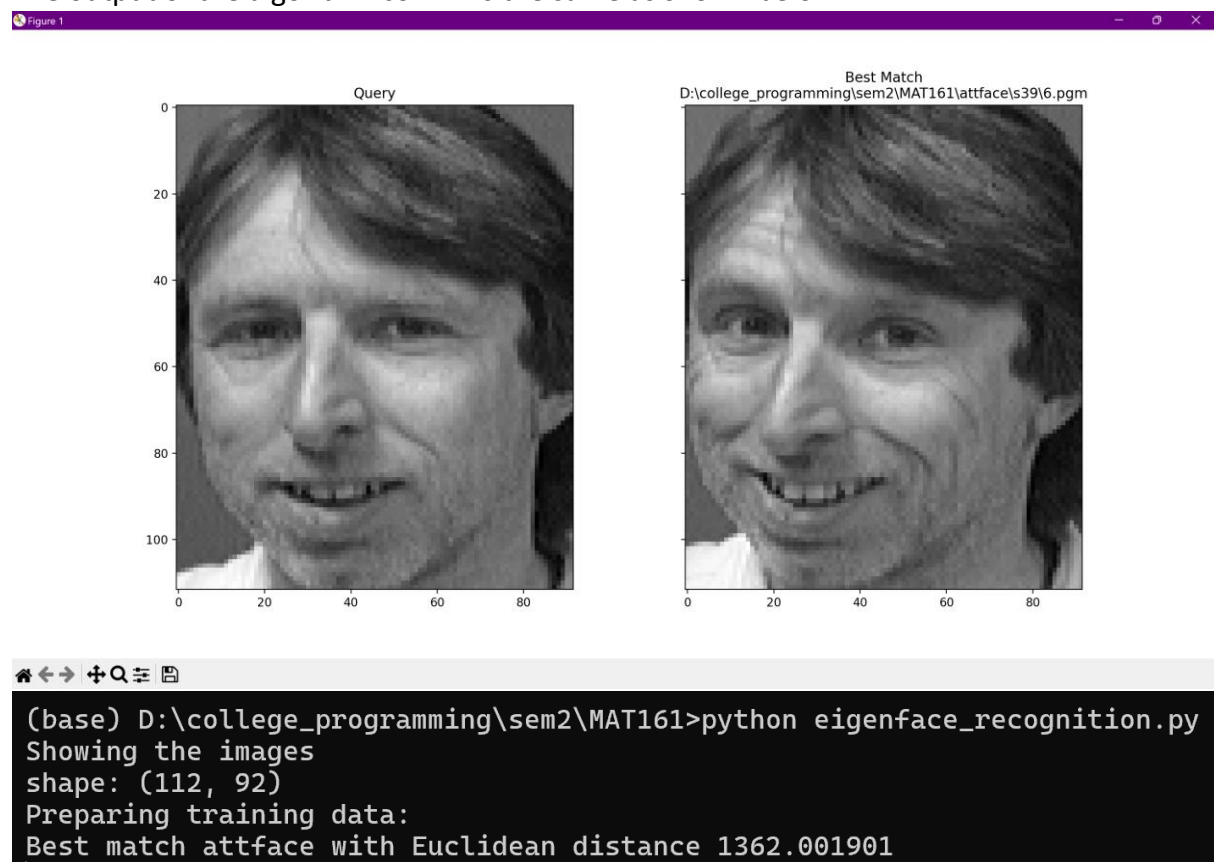 Figure 1
Query
Best Match
D:\college_programming\sem2\MAT161\attface\s39\6.pgm
0
20
40
60
80
100
0 20 40 60 80
0 20 40 60 80
(base) D:\college_programming\sem2\MAT161>python eigenface_recognition.py
Showing the images
shape: (112, 92)
Preparing training data:
Best match attface with Euclidean distance 1362.001901